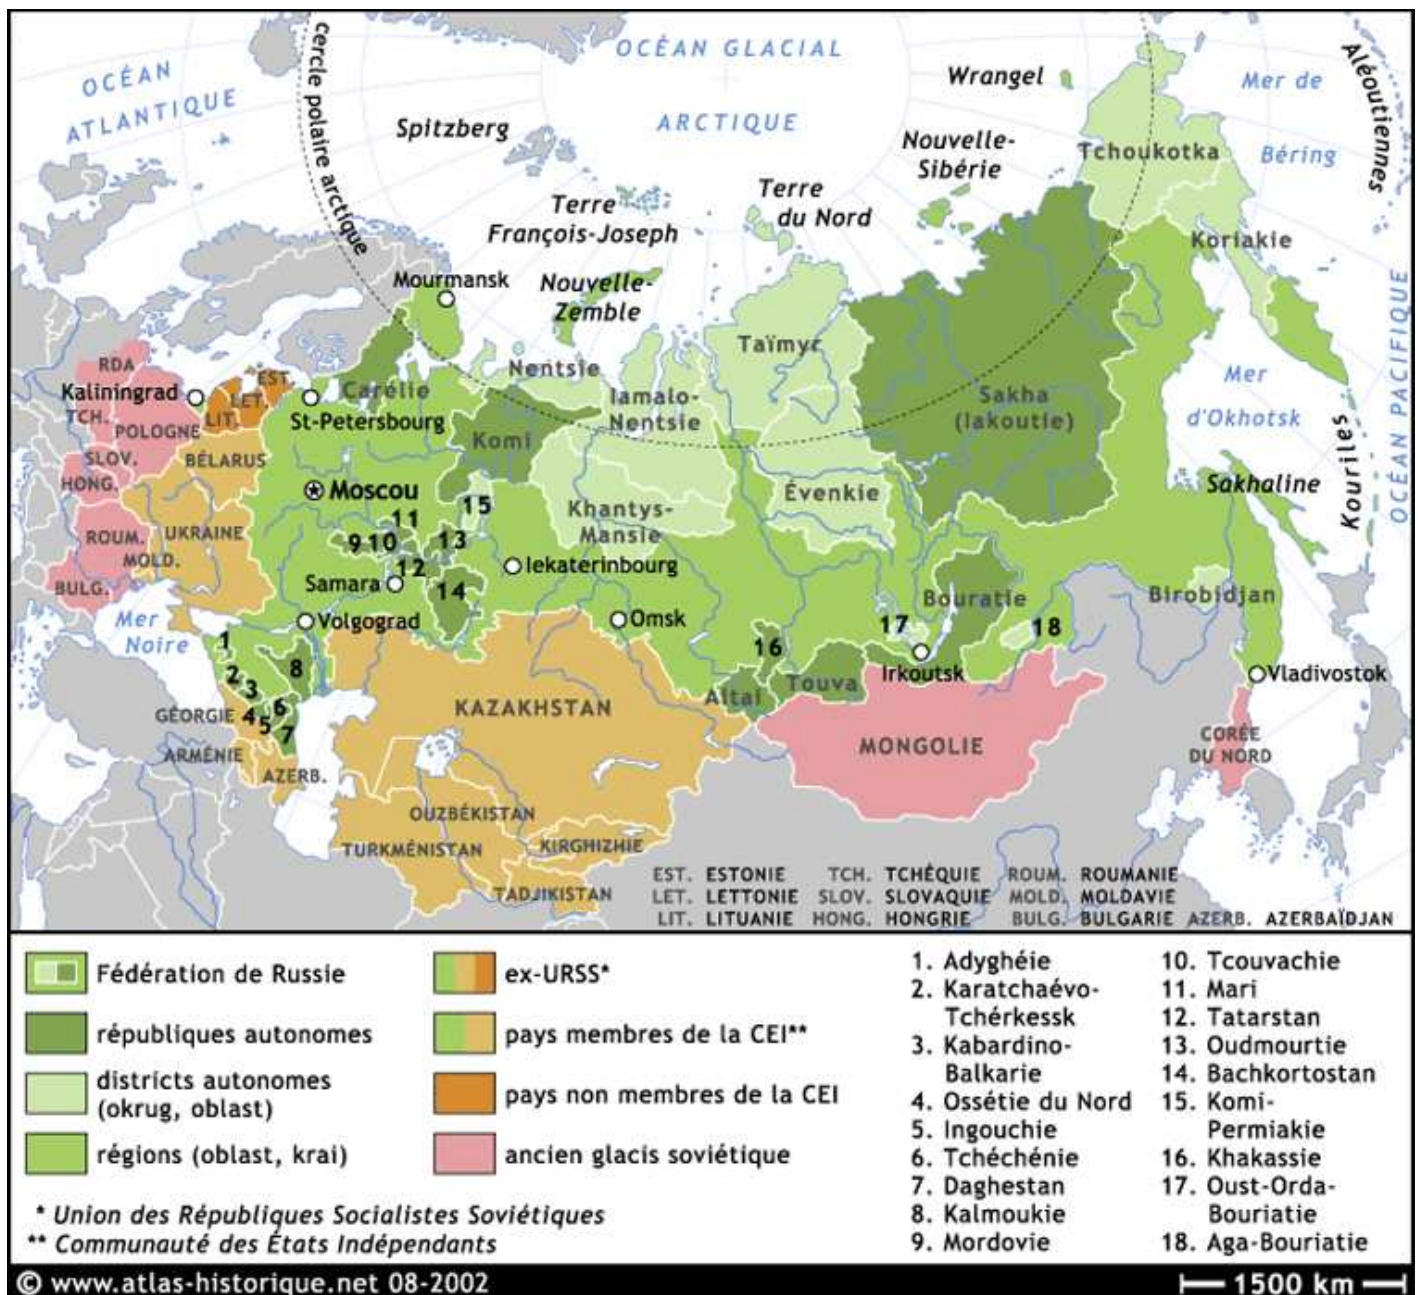 OCÉAN GLACIAL
ARCTIQUE
OCÉAN
ATLANTIQUE
cercle polaire arctique
Spitzberg
Wrangel
Mer de
Béring
Aléoutiennes
Nouvelle-
Sibérie
Tchoukotka
Terre
du Nord
Terre
François-Joseph
Koriakie
Mourmansk
Nouvelle-
Zemble
OCÉAN PACIFIQUE
Taïmyr
Nentsie
RDA
EST.
Kaliningrad
Carélie
LET.
TCH.
LIT.
St-Petersbourg
Iamalo-
Nentsie
Sakha
(Iakoutie)
Mer
d'Okhotsk
POLOGNE
Komi
Kouriles
SLOV.
BÉLARUS
HONG.
Moscou
15
Khantys-
Mansie
Évenkie
Sakhaline
11
ROUM.
UKRAINE
9
10
13
MOLD.
12
Iekaterinbourg
BULG.
Samara
14
Bouratie
Birobidjan
Mer
Noire
Volgograd
Omsk
17
18
1
16
2
8
Irkoutsk
Vladivostok
3
Altaï
Touva
6
GÉORGIE
4
5
7
KAZAKHSTAN
ARMÉNIE
MONGOLIE
CORÉE
DU NORD
AZERB.
OUZBÉKISTAN
TURKMÉNISTAN
KIRGHIZHIE
TADJIKISTAN
EST. ESTONIE TCH. TCHÉQUIE ROUM. ROUMANIE
LET. LETTONIE SLOV. SLOVAQUIE MOLD. MOLDAVIE
LIT. LITUANIE HONG. HONGRIE BULG. BULGARIE AZERB. AZERBAÏDJAN
Fédération de Russie
républiques autonomes
districts autonomes
(okrug, oblast)
régions (oblast, krai)
ex-URSS*
pays membres de la CEI**
pays non membres de la CEI
ancien glacis soviétique
* Union des Républiques Socialistes Soviétiques
** Communauté des États Indépendants
1. Adyghéie
2. Karatchaévo-
Tchérkessk
3. Kabardino-
Balkarie
4. Ossétie du Nord
5. Ingouchie
6. Tchéchénie
7. Daghestan
8. Kalmoukie
9. Mordovie
10. Tcouvachie
11. Mari
12. Tatarstan
13. Oudmourtie
14. Bachkortostan
15. Komi-
Permiakie
16. Khakassie
17. Oust-Orda-
Bouriatie
18. Aga-Bouriatie
© www.atlas-historique.net 08-2002
1500 km